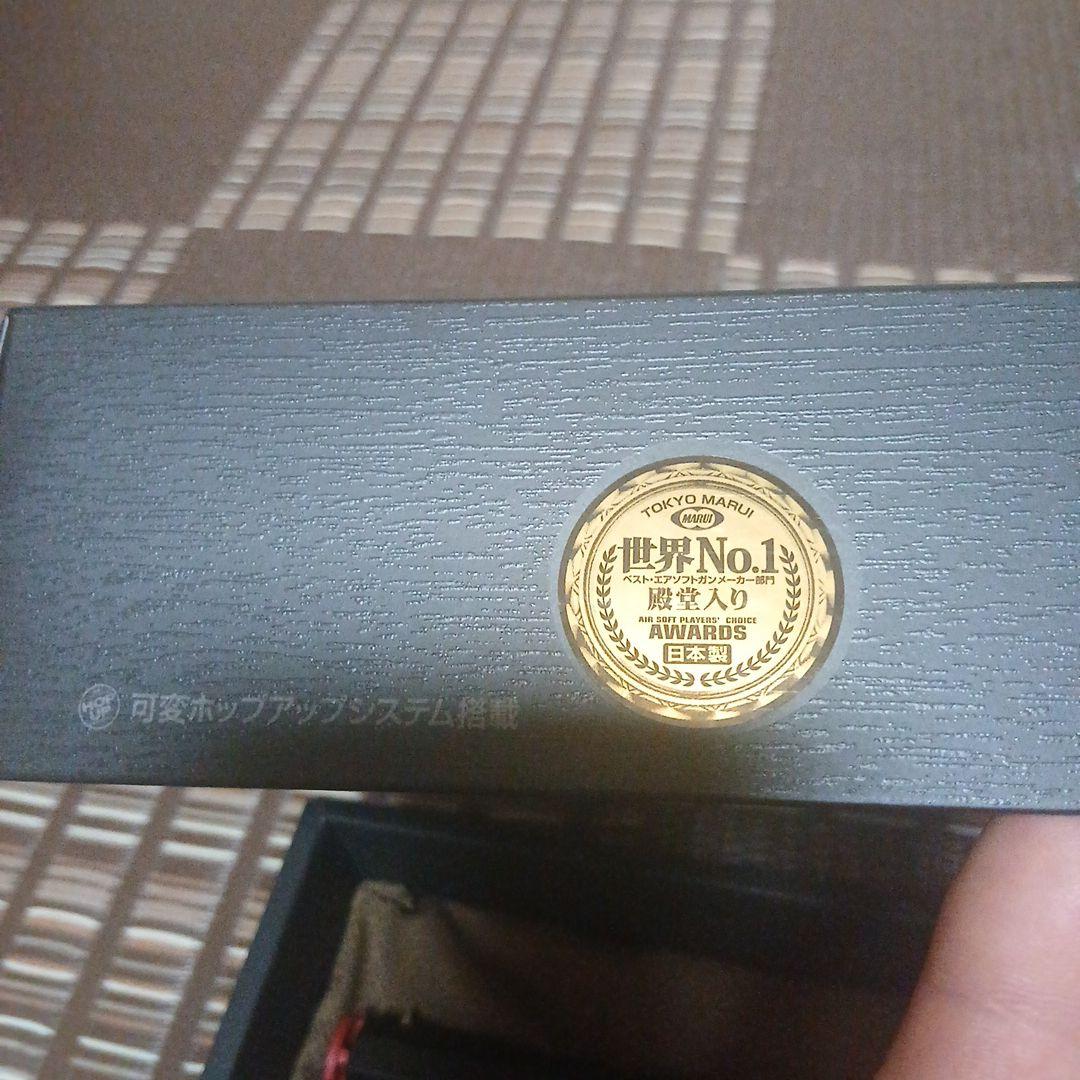 TOKYO MARUI
MARUI
世界No.1
ベスト・エアソフトガンメーカー部門
殿堂入り
AIR SOFT PLAYERS' CHOICE
AWARDS
日本製
可変ホップアップシステム搭載